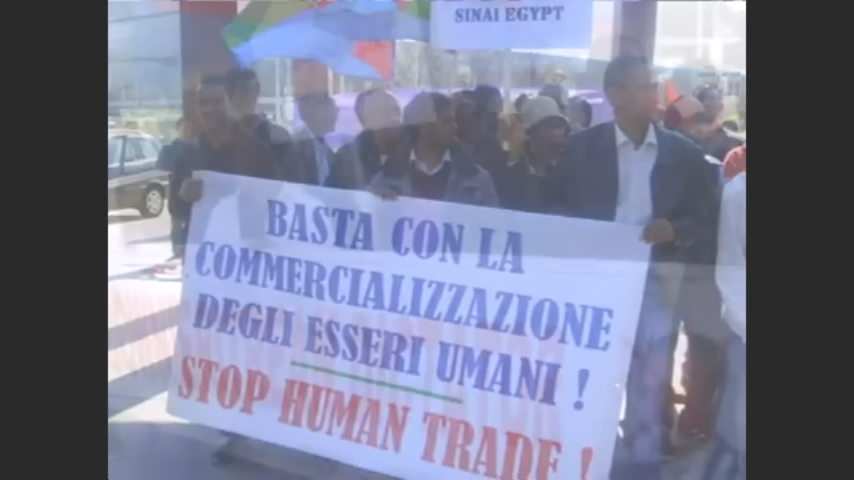 SINAI EGYPT
BASTA CON LA
COMMERCIALIZZAZIONE
DEGLI ESSERI UMANI !
STOP HUMAN TRADE !